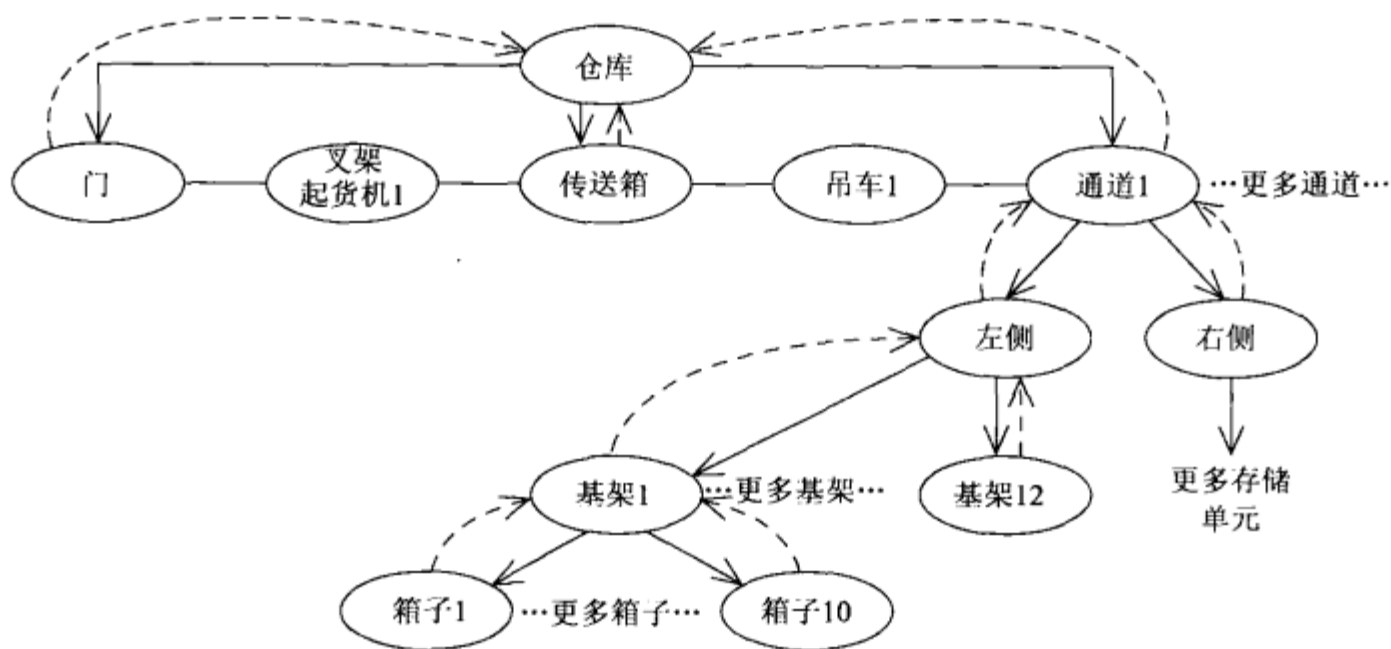 仓库
门
叉架
起货机1
传送箱
吊车1
通道1
…更多通道…
左侧
右侧
基架1
…更多基架…
基架12
更多存储
单元
箱子1
…更多箱子…
箱子10